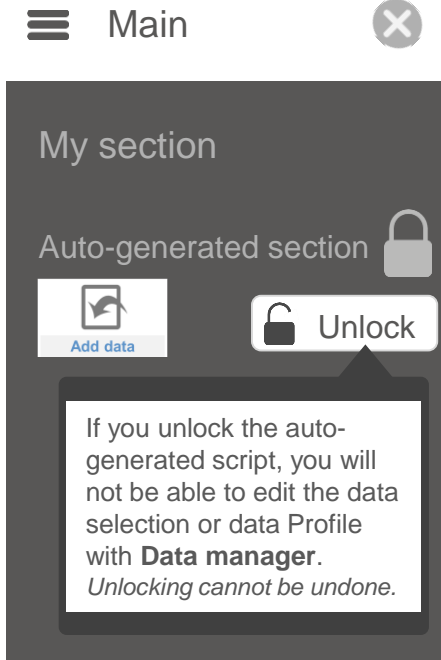 Main
My section
Auto-generated section
Add data
Unlock
If you unlock the auto-
generated script, you will
not be able to edit the data
selection or data Profile
with Data manager.
Unlocking cannot be undone.